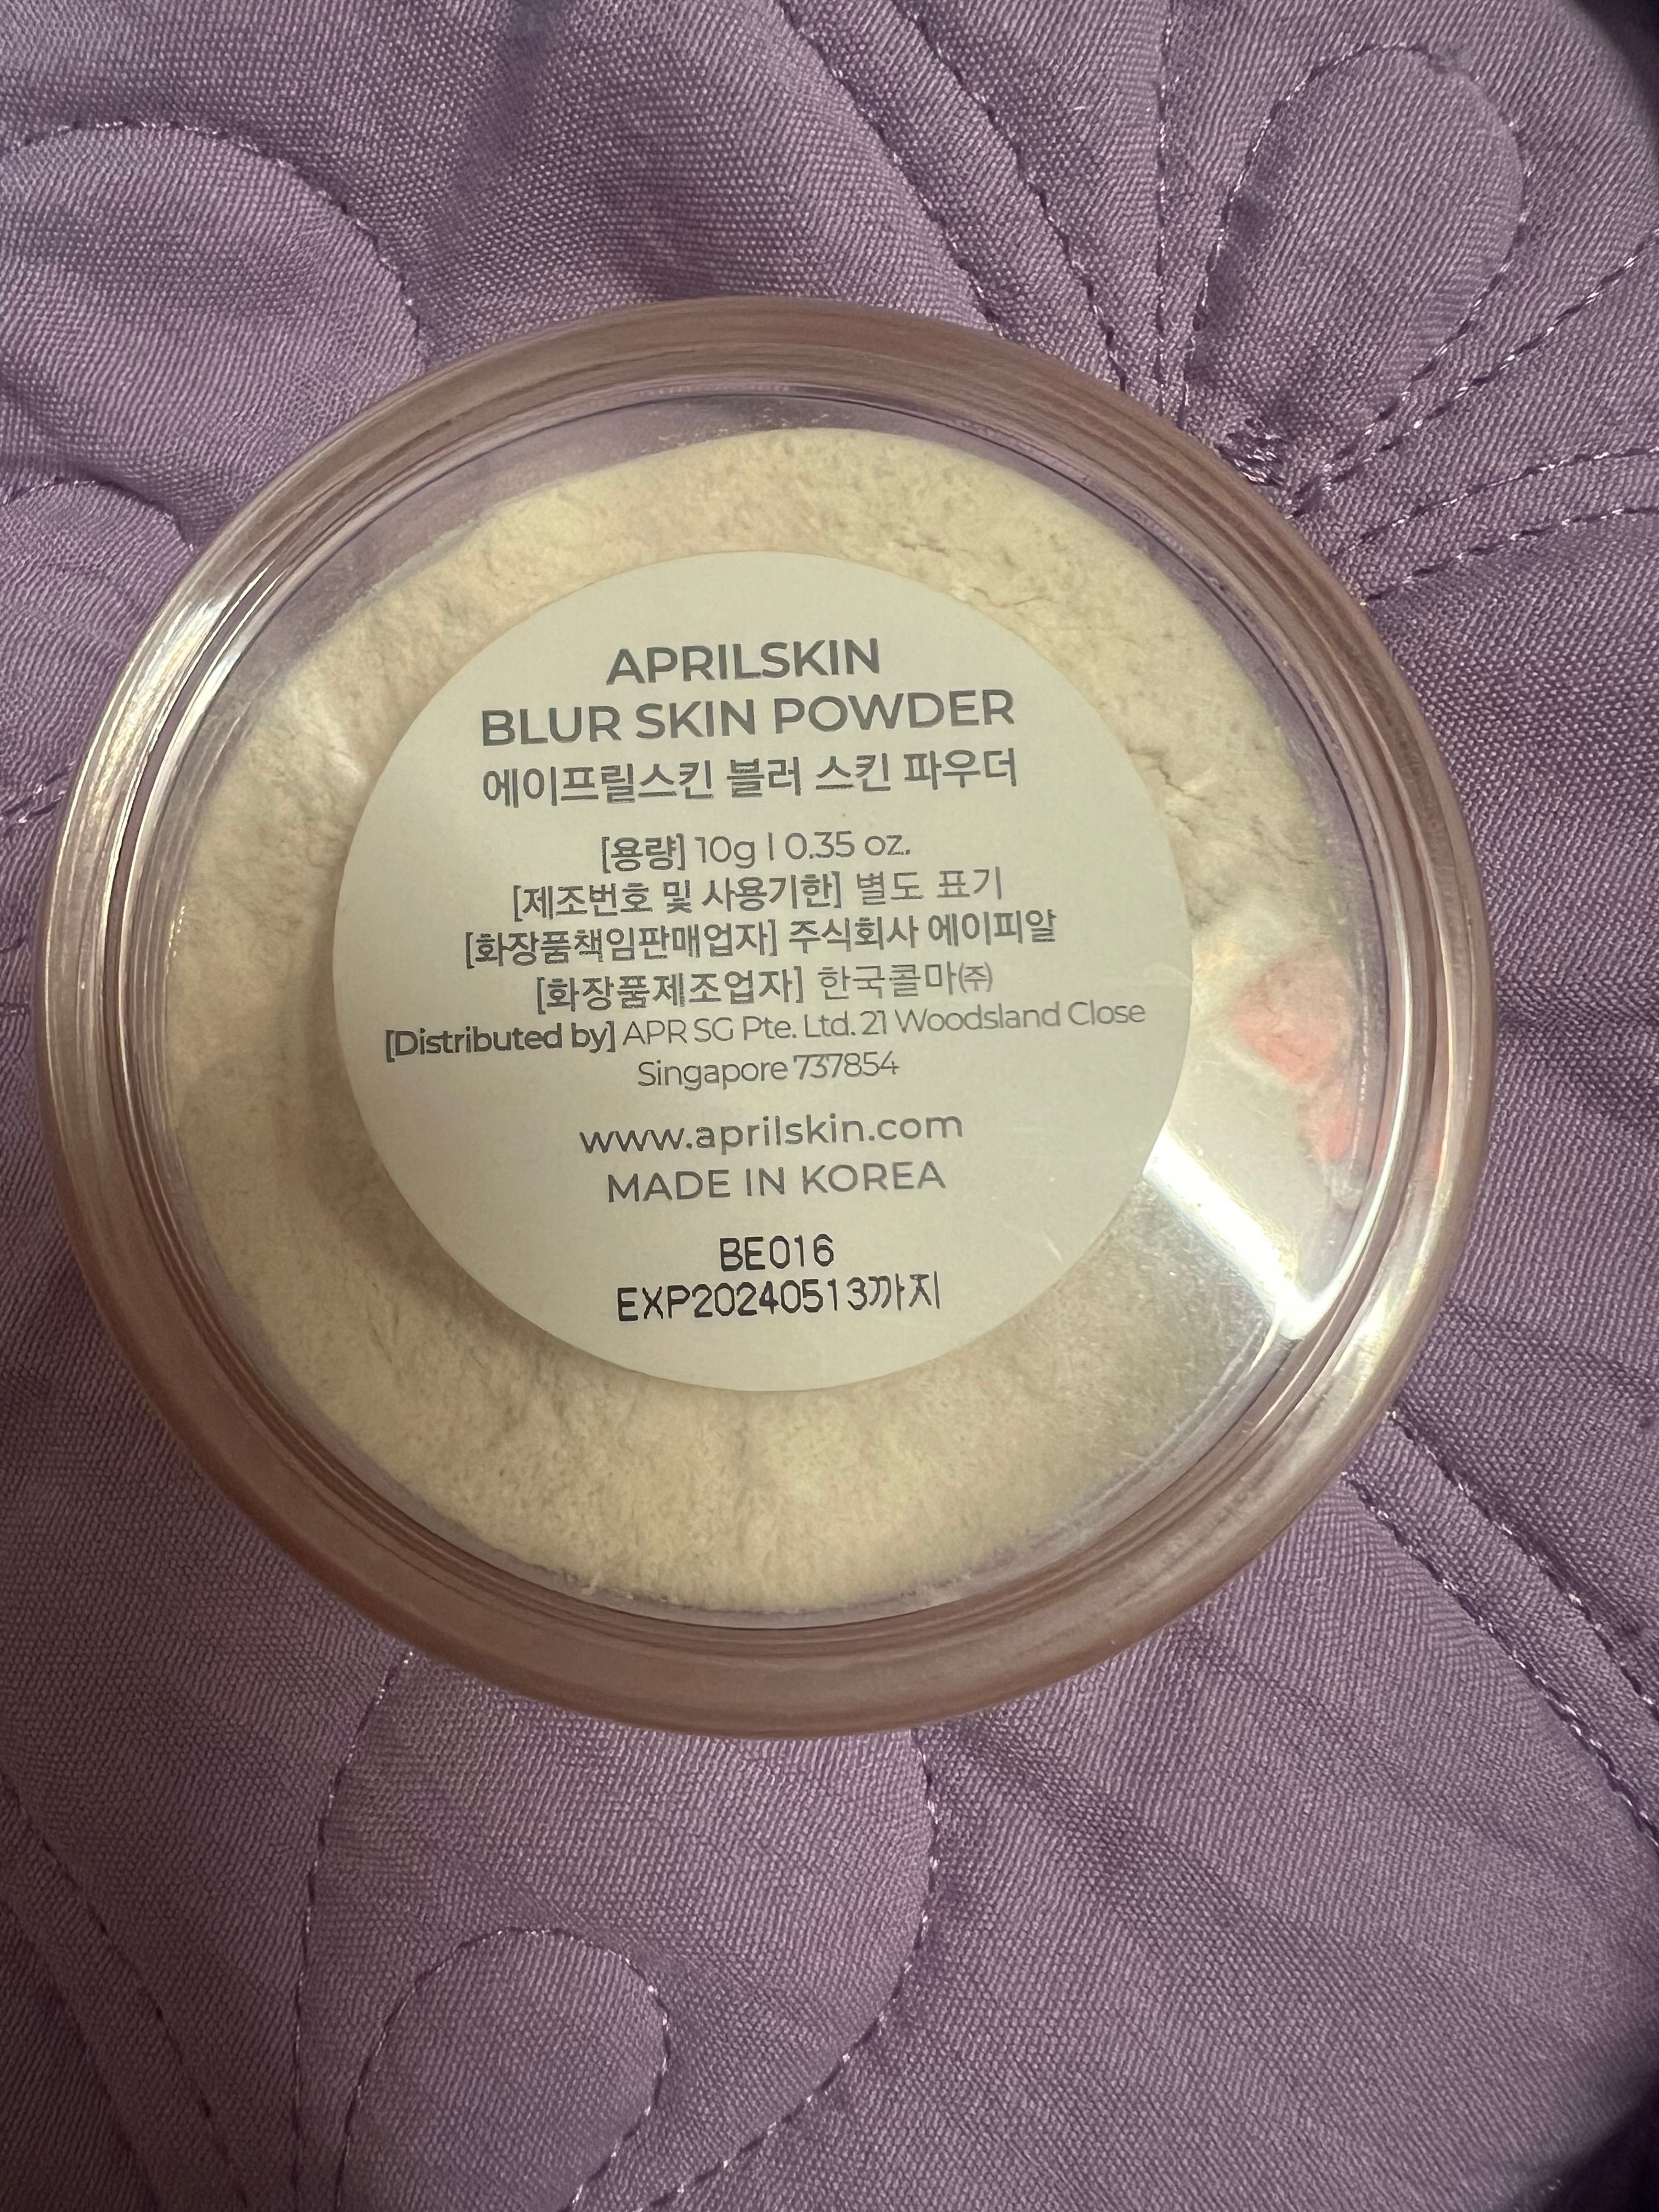 APRILSKIN
BLUR SKIN POWDER
에이프릴스킨 블러 스킨 파우더
[용량] 10g | 0.35 oz.
[제조번호 및 사용기한] 별도 표기
[화장품책임판매업자] 주식회사 에이피알
[화장품제조업자] 한국콜마㈜
[Distributed by] APR SG Pte. Ltd. 21 Woodsland Close
Singapore 737854
www.aprilskin.com
MADE IN KOREA
BE016
EXP20240513까지